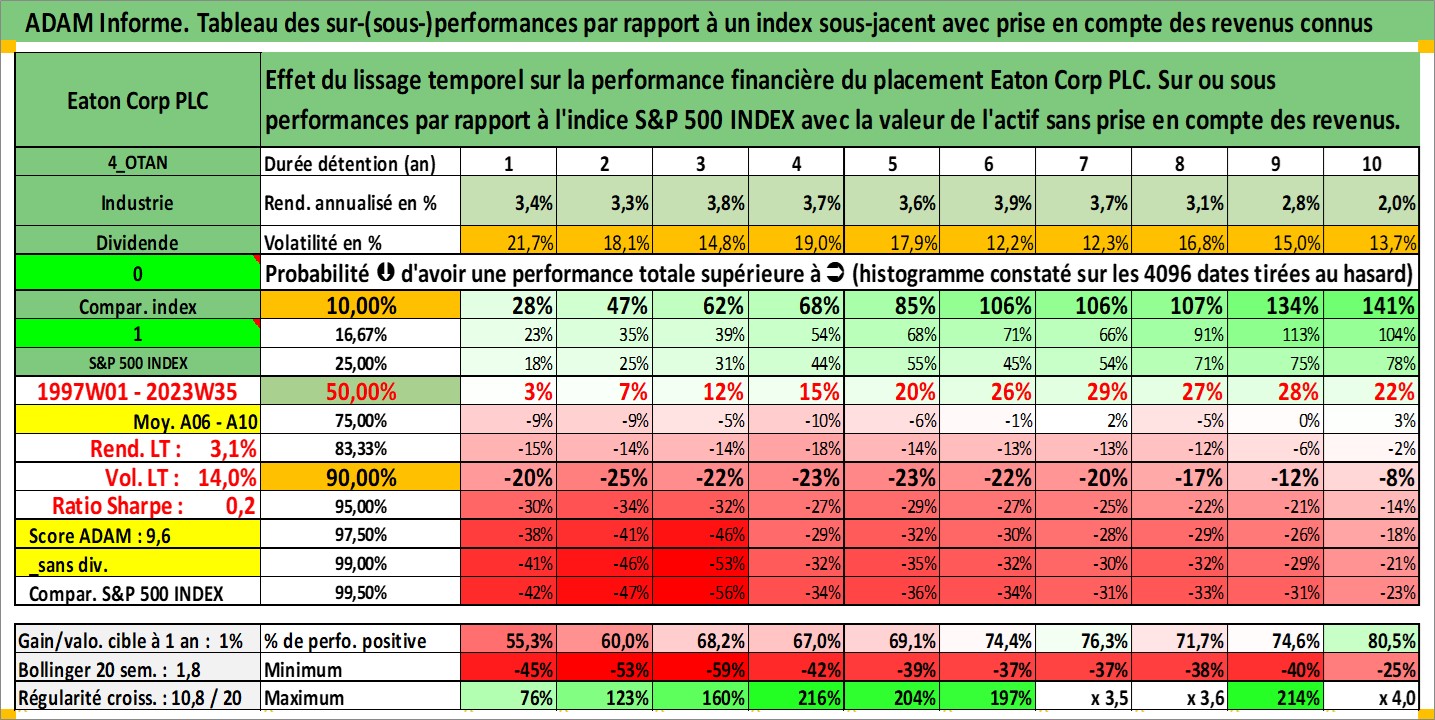 ADAM Informe. Tableau des sur-(sous-)performances par rapport à un index sous-jacent avec prise en compte des revenus connus
Eaton Corp PLC
Effet du lissage temporel sur la performance financière du placement Eaton Corp PLC. Sur ou sous
performances par rapport à l'indice S&P 500 INDEX avec la valeur de l'actif sans prise en compte des revenus.
4_OTAN Durée détention (an) 1 2 3 4 5 6 7 8 9 10
Industrie Rend. annualisé en % 3,4% 3,3% 3,8% 3,7% 3,6% 3,9% 3,7% 3,1% 2,8% 2,0%
Dividende Volatilité en % 21,7% 18,1% 14,8% 19,0% 17,9% 12,2% 12,3% 16,8% 15,0% 13,7%
0 Probabilité d'avoir une performance totale supérieure à (histogramme constaté sur les 4096 dates tirées au hasard)
Compar. index 10,00% 28% 47% 62% 68% 85% 106% 106% 107% 134% 141%
1 16,67% 23% 35% 39% 54% 68% 71% 66% 91% 113% 104%
S&P 500 INDEX 25,00% 18% 25% 31% 44% 55% 45% 54% 71% 75% 78%
1997W01 - 2023W35 50,00% 3% 7% 12% 15% 20% 26% 29% 27% 28% 22%
Moy. A06 - A10 75,00% -9% -9% -5% -10% -6% -1% 2% -5% 0% 3%
Rend. LT : 3,1% 83,33% -15% -14% -14% -18% -14% -13% -13% -12% -6% -2%
Vol. LT : 14,0% 90,00% -20% -25% -22% -23% -23% -22% -20% -17% -12% -8%
Ratio Sharpe : 0,2 95,00% -30% -34% -32% -27% -29% -27% -25% -22% -21% -14%
Score ADAM : 9,6 97,50% -38% -41% -46% -29% -32% -30% -28% -29% -26% -18%
_sans div. 99,00% -41% -46% -53% -32% -35% -32% -30% -32% -29% -21%
Compar. S&P 500 INDEX 99,50% -42% -47% -56% -34% -36% -34% -31% -33% -31% -23%
Gain/valo. cible à 1 an : 1% % de perfo. positive 55,3% 60,0% 68,2% 67,0% 69,1% 74,4% 76,3% 71,7% 74,6% 80,5%
Bollinger 20 sem. : 1,8 Minimum -45% -53% -59% -42% -39% -37% -37% -38% -40% -25%
Régularité croiss. : 10,8 / 20 Maximum 76% 123% 160% 216% 204% 197% x 3,5 x 3,6 214% x 4,0